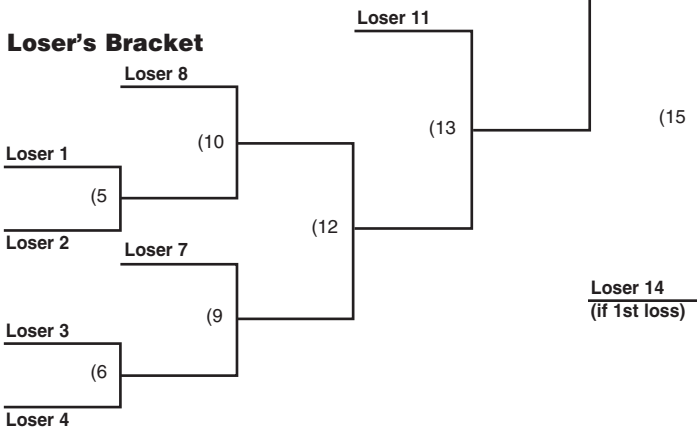 Loser 11
Loser's Bracket
Loser 8
(15
(13
(10
Loser 1
(5
(12
Loser 2
Loser 7
Loser 14
(if 1st loss)
(9
Loser 3
(6
Loser 4